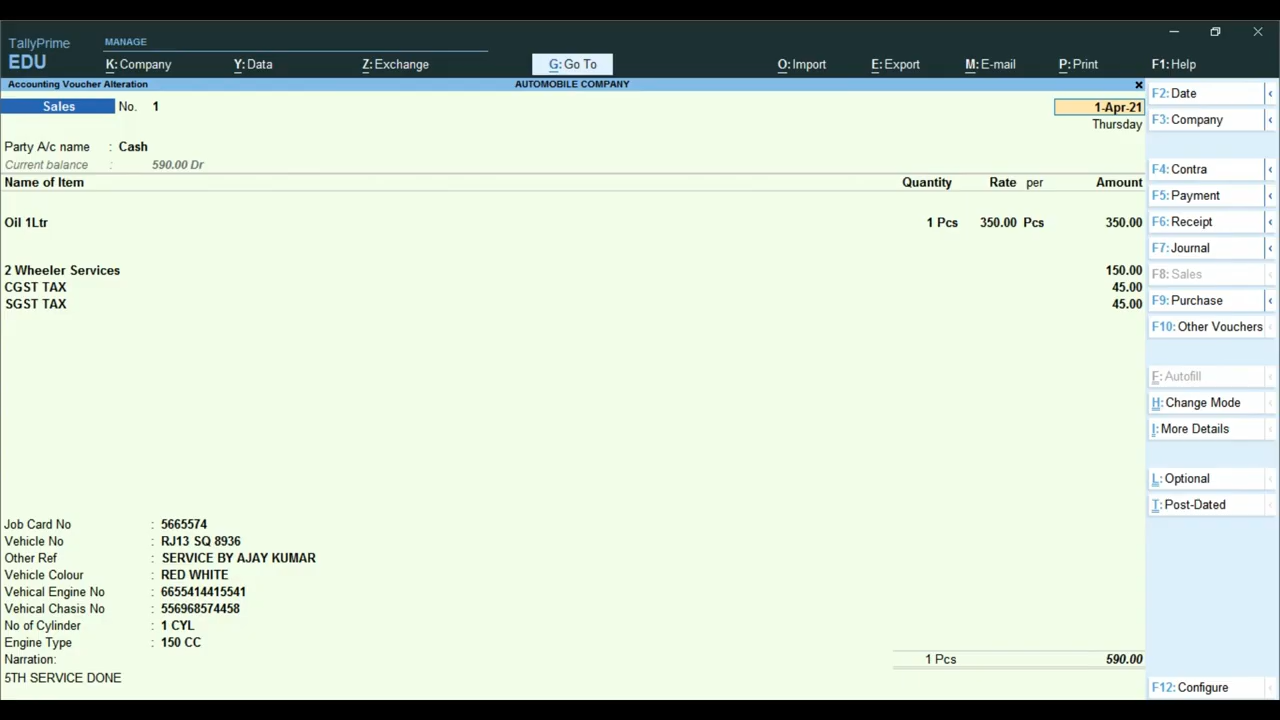 TallyPrime
EDU
MANAGE
K: Company Y: Data Z: Exchange G: Go To O: Import E: Export M: E-mail P: Print F1: Help
Accounting Voucher Alteration AUTOMOBILE COMPANY ×
Sales No. 1 1-Apr-21
Thursday
Party A/c name : Cash
Current balance : 590.00 Dr
Name of Item Quantity Rate per Amount
Oil 1Ltr 1 Pcs 350.00 Pcs 350.00
2 Wheeler Services 150.00
CGST TAX 45.00
SGST TAX 45.00
Job Card No : 5665574
Vehicle No : RJ13 SQ 8936
Other Ref : SERVICE BY AJAY KUMAR
Vehicle Colour : RED WHITE
Vehical Engine No : 6655414415541
Vehical Chasis No : 556968574458
No of Cylinder : 1 CYL
Engine Type : 150 CC
Narration: 1 Pcs 590.00
5TH SERVICE DONE
F2: Date
F3: Company
F4: Contra
F5: Payment
F6: Receipt
F7: Journal
F8: Sales
F9: Purchase
F10: Other Vouchers
F: Autofill
H: Change Mode
I: More Details
L: Optional
T: Post-Dated
F12: Configure